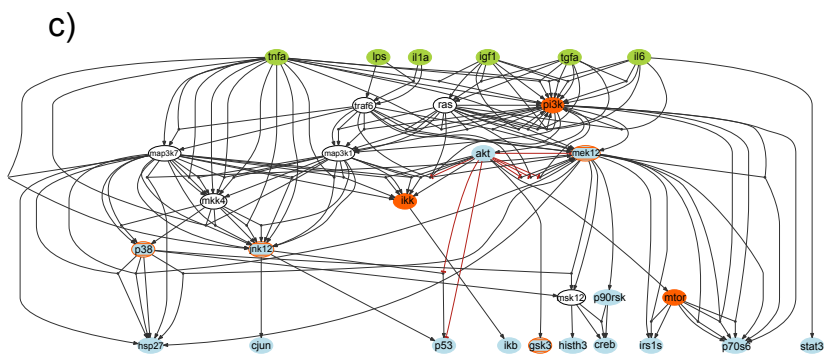 c)
tnfa lps il1a igf1 tgfa il6
traf6 ras pi3k
map3k7 map3k1 akt mek12
mkk4 ikk
p38 jnk12
msk12 p90rsk mtor
hsp27 cjun p53 ikb gsk3 histh3 creb irs1s p70s6 stat3